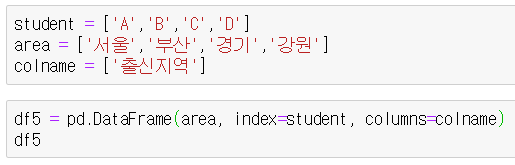 student = ['A','B','C','D']
area = ['서울','부산','경기','강원']
colname = ['출신지역']
df5 = pd.DataFrame(area, index=student, columns=colname)
df5